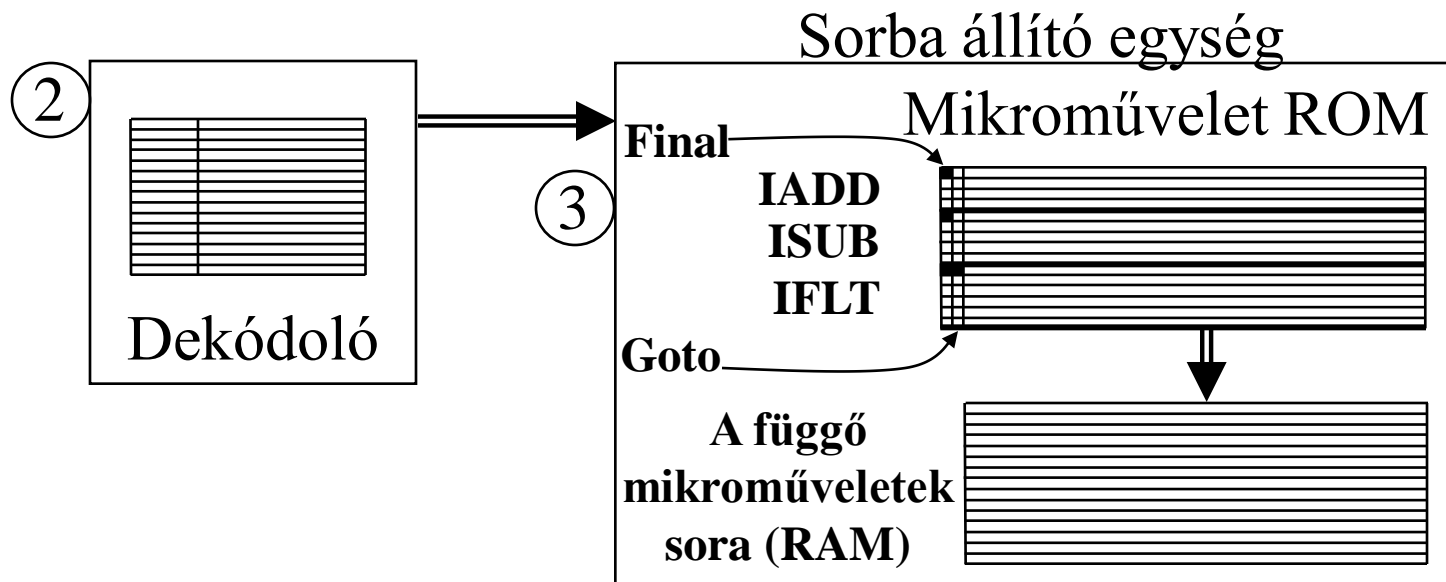 Sorba állító egység
2
Dekódoló
3
Mikroművelet ROM
Final
IADD
ISUB
IFLT
Goto
A függő
mikroműveletek
sora (RAM)